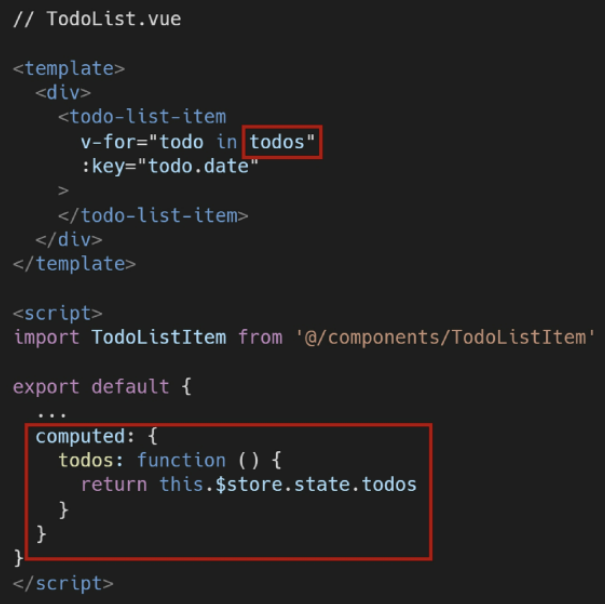 // TodoList.vue
<template>
  <div>
    <todo-list-item
      v-for="todo in todos"
      :key="todo.date"
    >
    </todo-list-item>
  </div>
</template>
<script>
import TodoListItem from '@/components/TodoListItem'
export default {
  ...
  computed: {
    todos: function () {
      return this.$store.state.todos
    }
  }
}
</script>